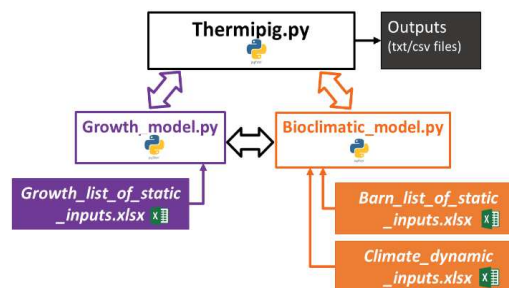 Thermipig.py
Outputs
(txt/csv files)
Growth_model.py
Bioclimatic_model.py
Growth_list_of_static
_inputs.xlsx
Barn_list_of_static
_inputs.xlsx
Climate_dynamic
_inputs.xlsx